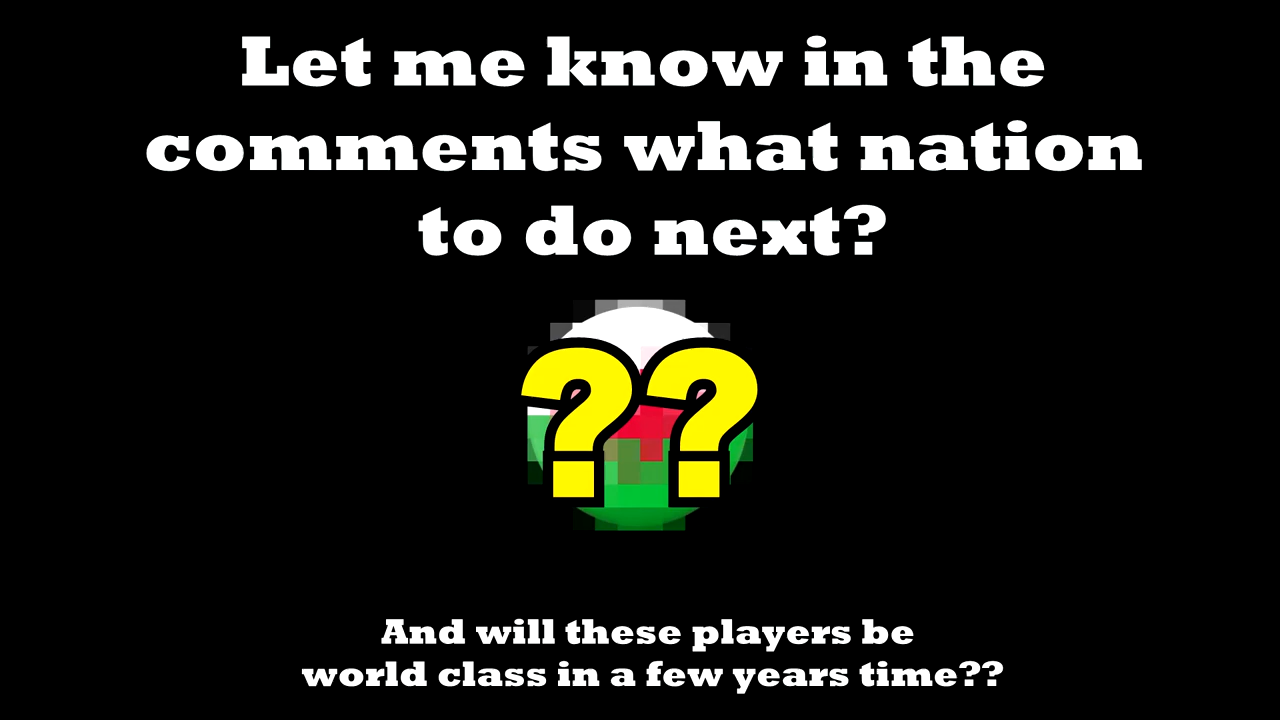 Let me know in the
comments what nation
to do next?
??
And will these players be
world class in a few years time??